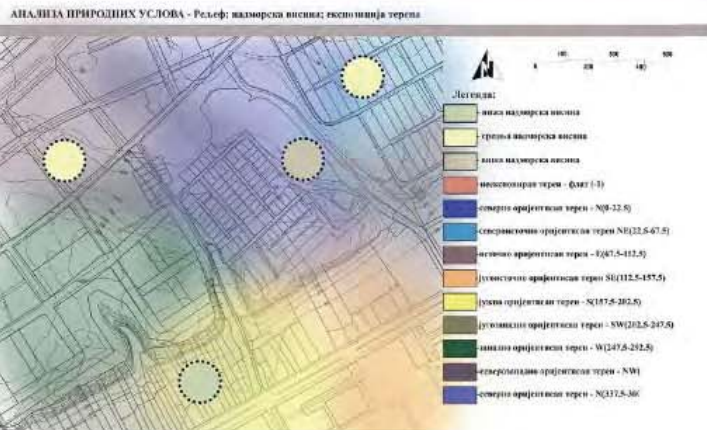 АНАЛИЗА ПРИРОДНИХ УСЛОВА - Рељеф: надморска висина; експозиција терена
Легенда:
- нижа надморска висина
- средња надморска висина
- виша надморска висина
-неекспониран терен - флат (-1)
-северно оријентисан терен - N(0-22.5)
-североисточно оријентисан терен NE(22.5-67.5)
-источно оријентисан терен - E(67.5-112.5)
-југоисточно оријентисан терен SE(112.5-157.5)
-јужно оријентисан терен - S(157.5-202.5)
-југозападно оријентисан терен - SW(202.5-247.5)
-западно оријентисан терен - W(247.5-292.5)
-северозападно оријентисан терен - NW(
-северно оријентисан терен - N(337.5-360